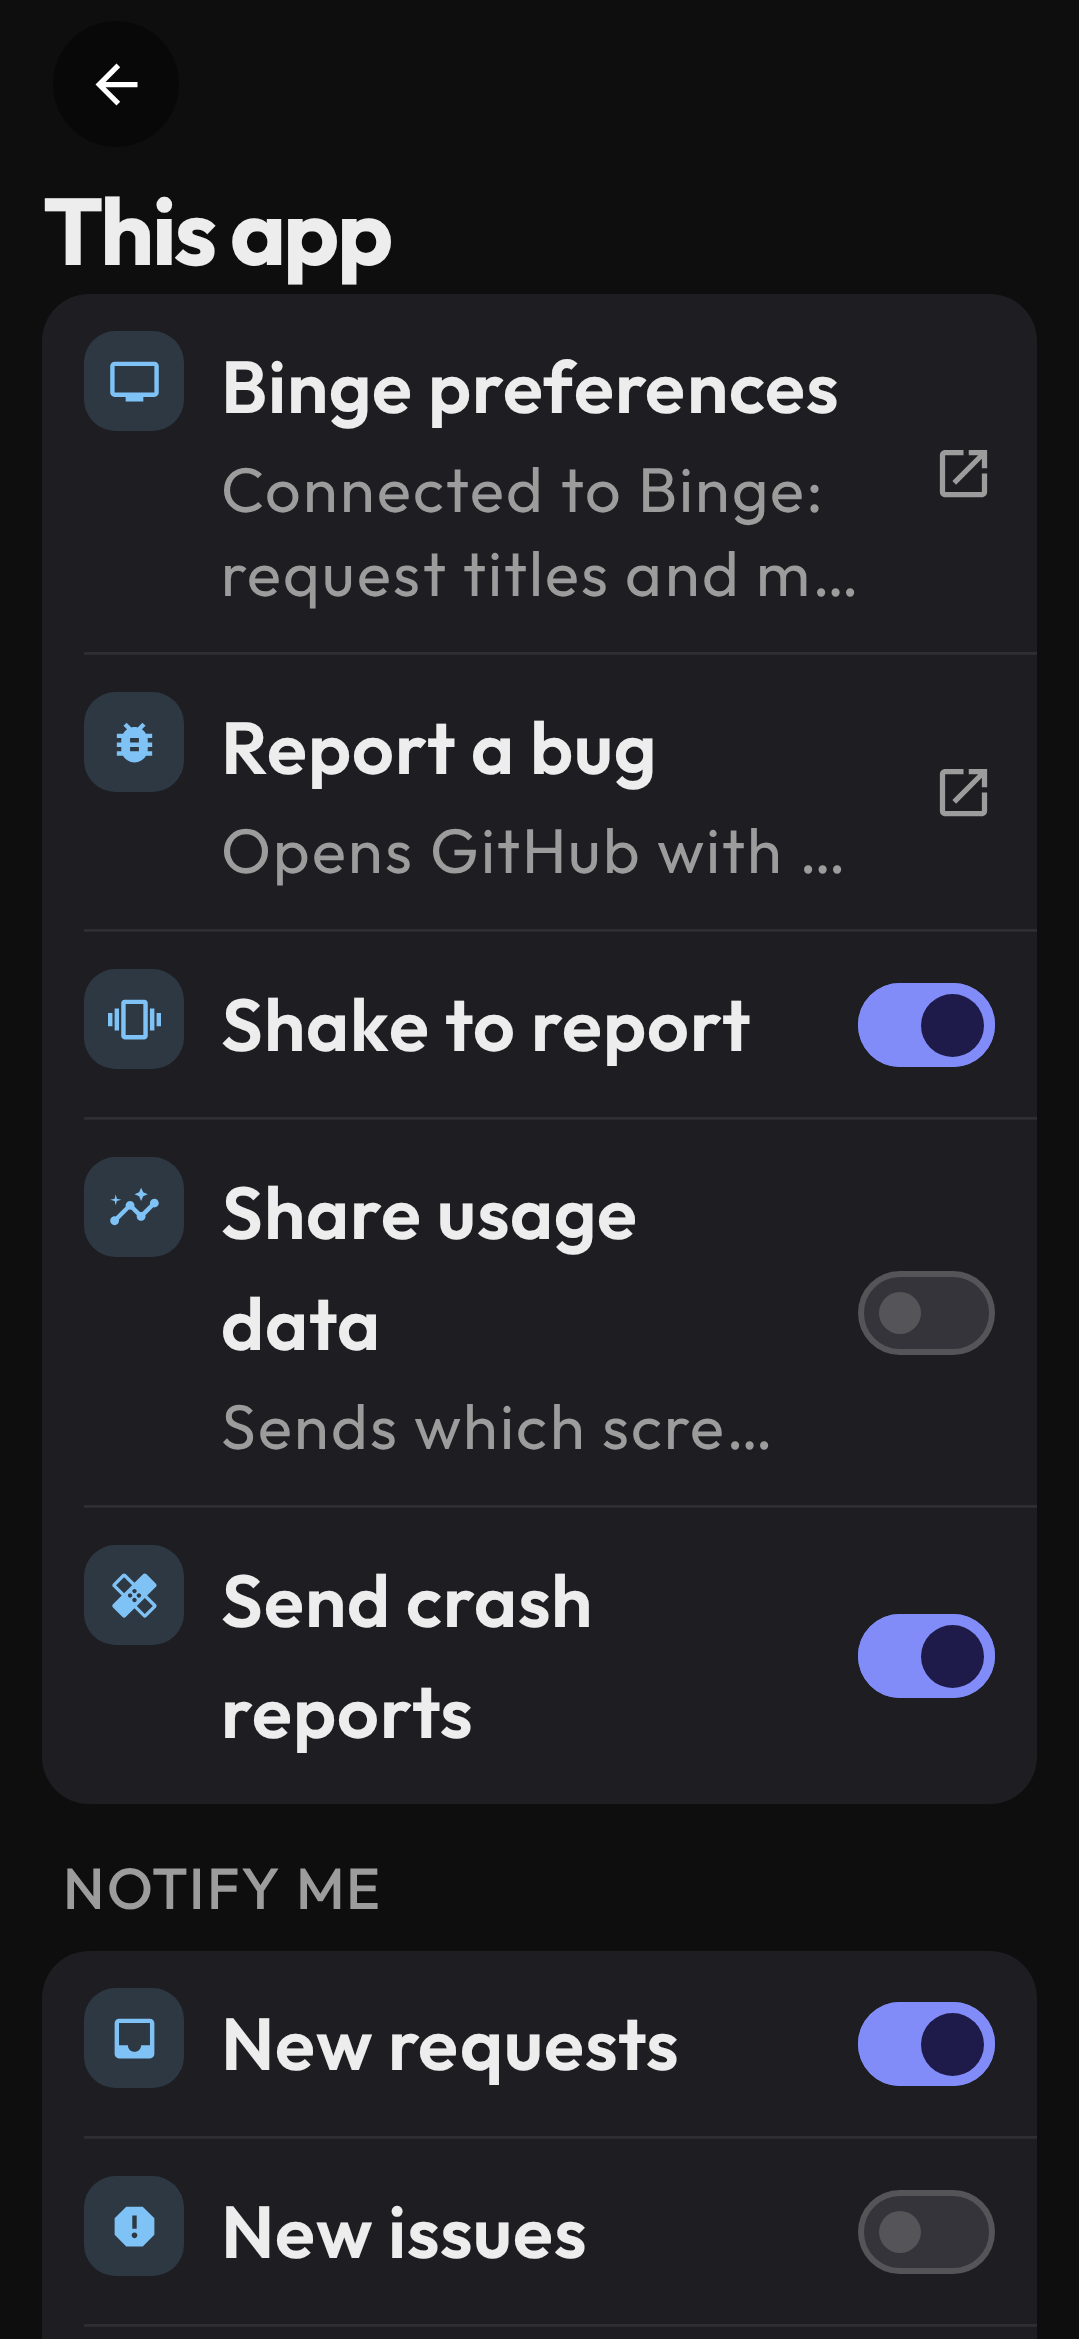 This app
Binge preferences
Connected to Binge:
request titles and m...
Report a bug
Opens GitHub with ...
Shake to report
Share usage
data
Sends which scre...
Send crash
reports
NOTIFY ME
New requests
New issues